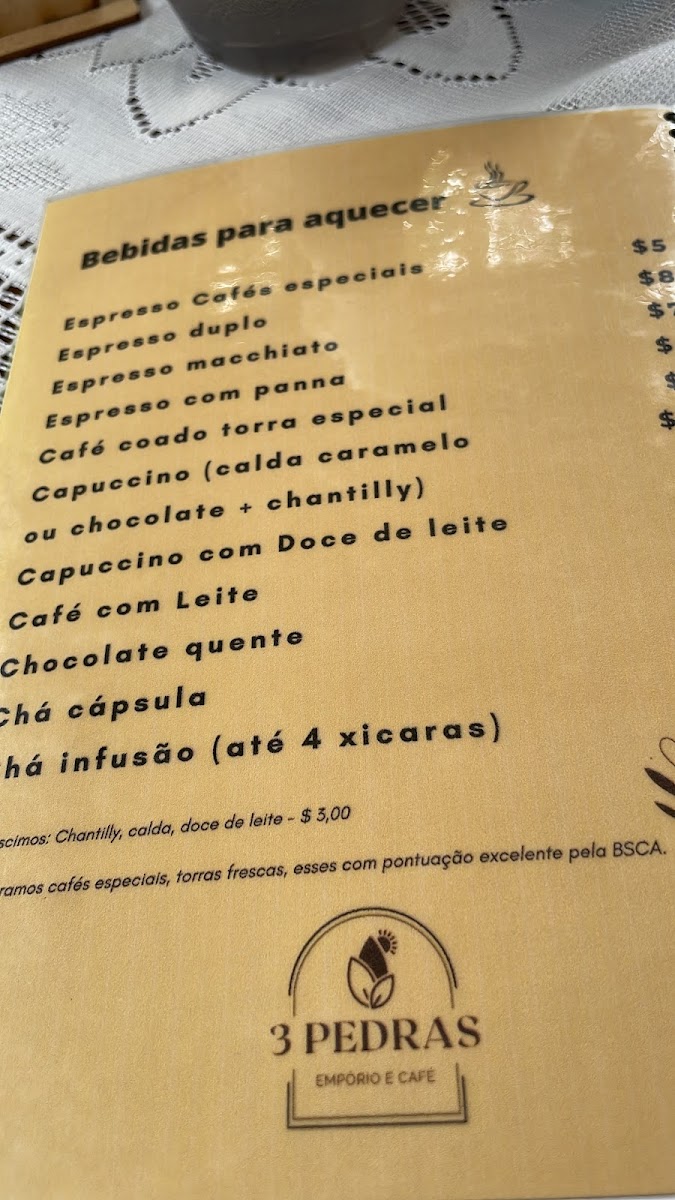 Bebidas para aquecer
Espresso Cafés especiais $5
Espresso duplo $8
Espresso macchiato $7
Espresso com panna $
Café coado torra especial $
Capuccino (calda caramelo $
ou chocolate + chantilly)
Capuccino com Doce de leite
Café com Leite
Chocolate quente
Chá cápsula
há infusão (até 4 xicaras)
scimos: Chantilly, calda, doce de leite - $ 3,00
ramos cafés especiais, torras frescas, esses com pontuação excelente pela BSCA.
3 PEDRAS
EMPÓRIO E CAFÉ